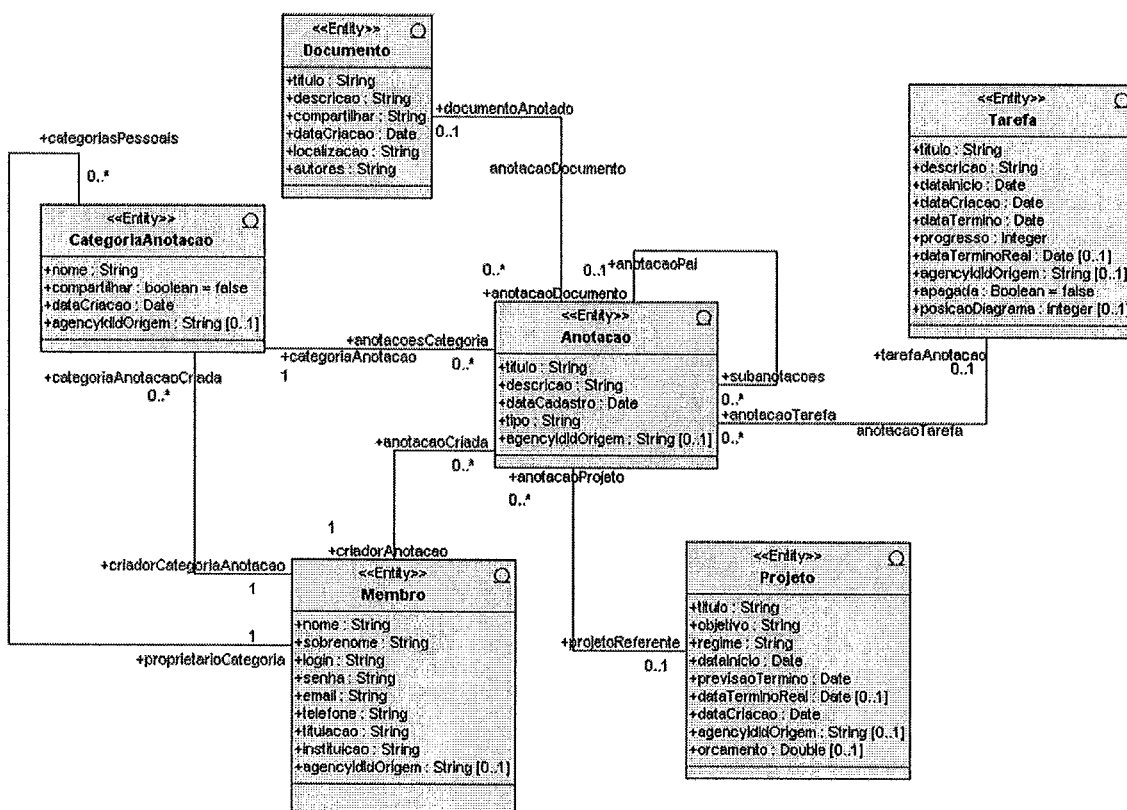 <<Entity>>
Documento
+titulo : String
+descricao : String
+compartilhar : String
+dataCriacao : Date
+localizacao : String
+autores : String
+documentoAnotado
0..1
anotacaoDocumento
<<Entity>>
Tarefa
+titulo : String
+descricao : String
+dataInicio : Date
+dataCriacao : Date
+dataTermino : Date
+progresso : Integer
+dataTerminoReal : Date [0..1]
+agencyIdIdOrigem : String [0..1]
+apagada : Boolean = false
+posicaoDiagrama : Integer [0..1]
+categoriasPessoais
0..*
<<Entity>>
CategoriaAnotacao
+nome : String
+compartilhar : boolean = false
+dataCriacao : Date
+agencyIdIdOrigem : String [0..1]
0..*
+anotacaoDocumento
0..1
+anotacaoPai
<<Entity>>
Anotacao
+titulo : String
+descricao : String
+dataCadastro : Date
+tipo : String
+agencyIdIdOrigem : String [0..1]
+anotacoesCategoria
0..*
+categoriaAnotacao
1
+categoriaAnotacaoCriada
0..*
+subanotacoes
0..*
+tarefaAnotacao
0..1
+anotacaoTarefa
0..*
anotacaoTarefa
+anotacaoCriada
0..*
+anotacaoProjeto
0..*
1
+criadorAnotacao
+criadorCategoriaAnotacao
1
1
+proprietarioCategoria
<<Entity>>
Membro
+nome : String
+sobrenome : String
+login : String
+senha : String
+email : String
+telefone : String
+titulacao : String
+instituicao : String
+agencyIdIdOrigem : String [0..1]
+projetoReferente
0..1
<<Entity>>
Projeto
+titulo : String
+objetivo : String
+regime : String
+dataInicio : Date
+previsaoTermino : Date
+dataTerminoReal : Date [0..1]
+dataCriacao : Date
+agencyIdIdOrigem : String [0..1]
+orcamento : Double [0..1]